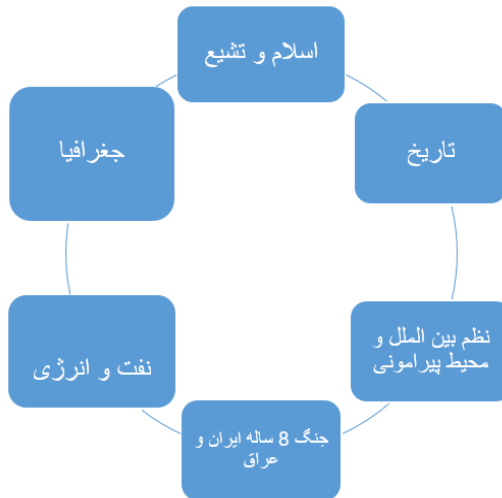 اسلام و تشیع
تاریخ
نظم بین الملل و
محیط پیرامونی
جنگ 8 ساله ایران و
عراق
نفت و انرژی
جغرافیا